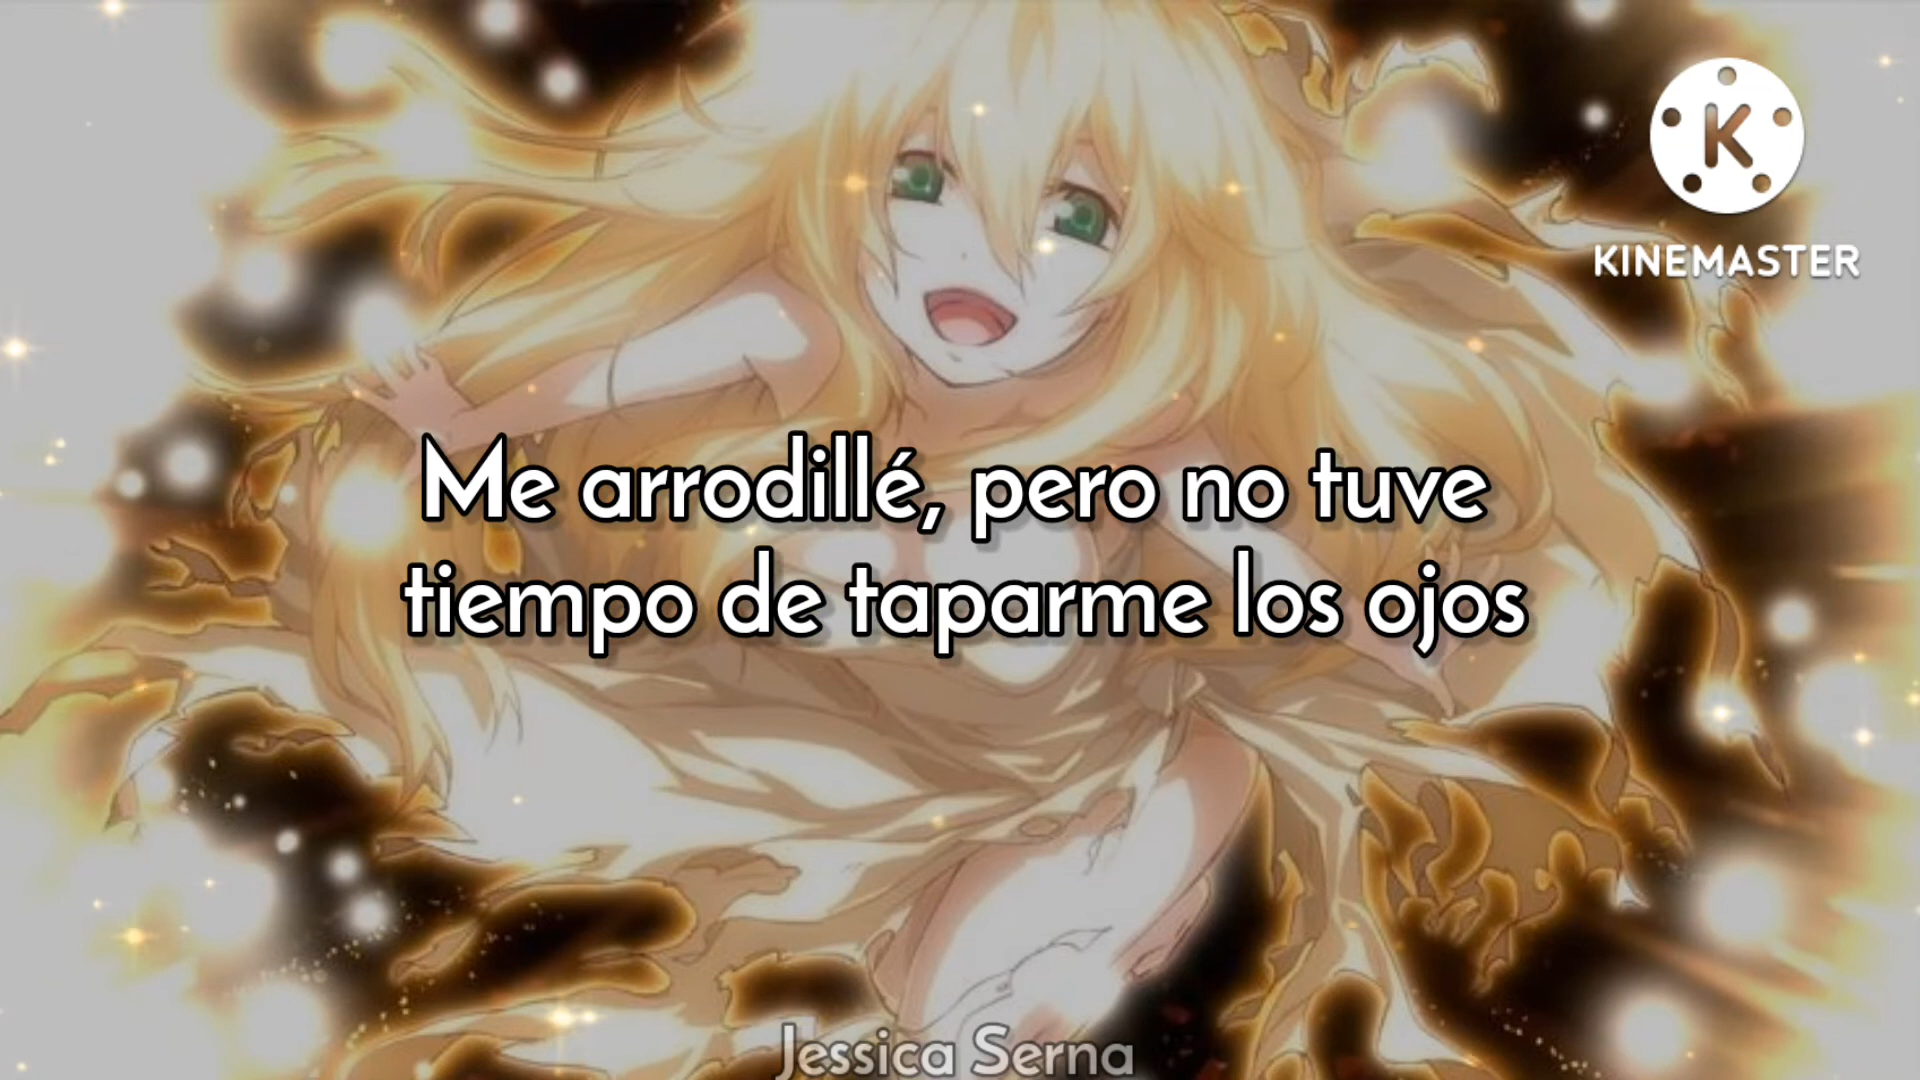 K
KINEMASTER
Me arrodillé, pero no tuve
tiempo de taparme los ojos
Jessica Serna